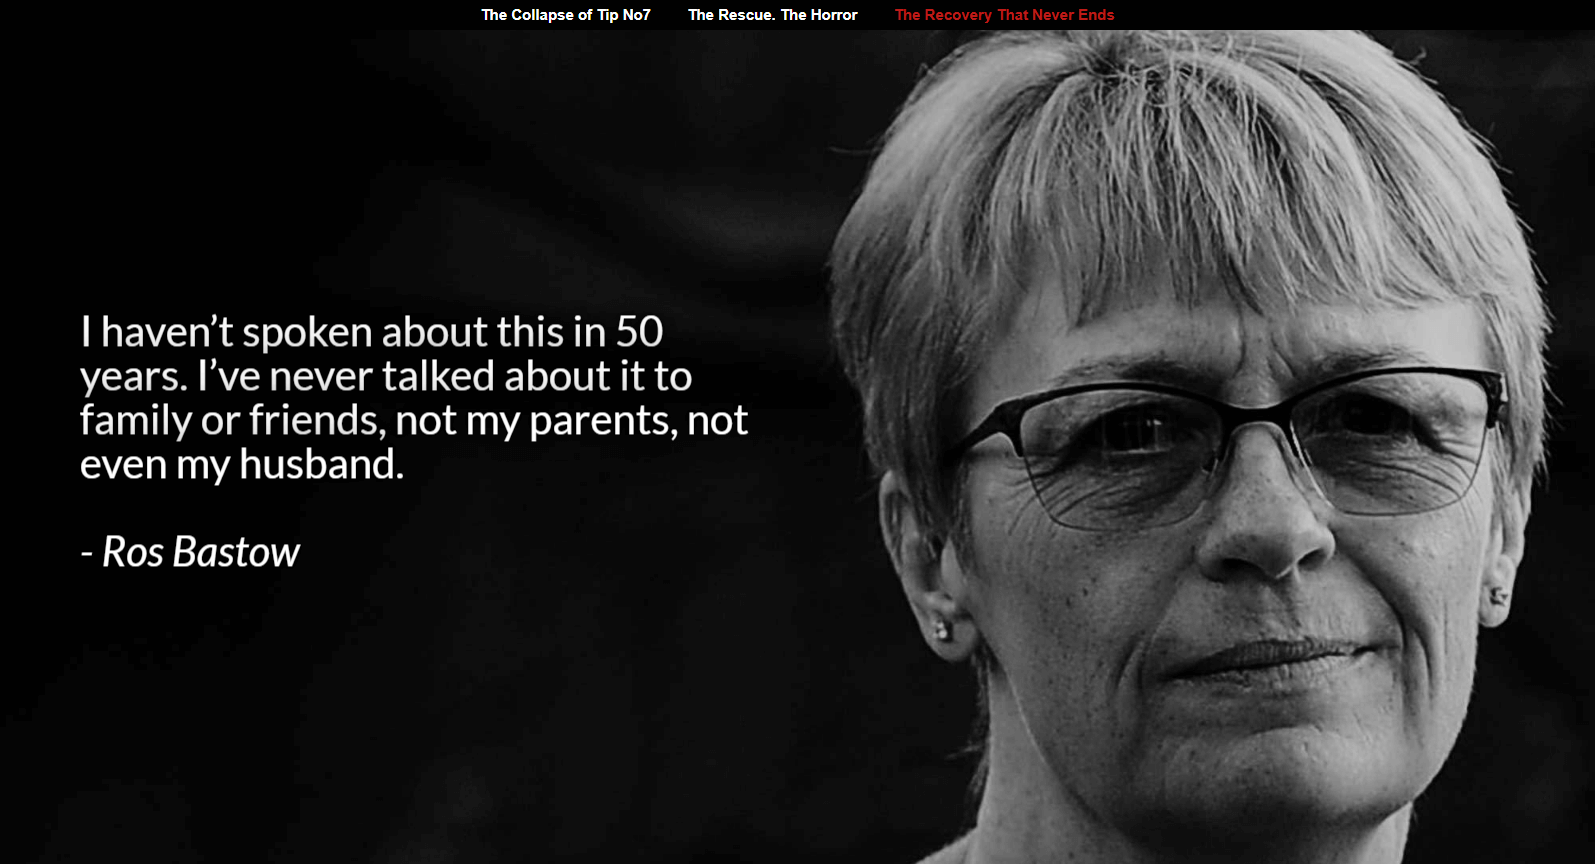 The Collapse of Tip No7 The Rescue. The Horror The Recovery That Never Ends
I haven’t spoken about this in 50
years. I’ve never talked about it to
family or friends, not my parents, not
even my husband.
- Ros Bastow